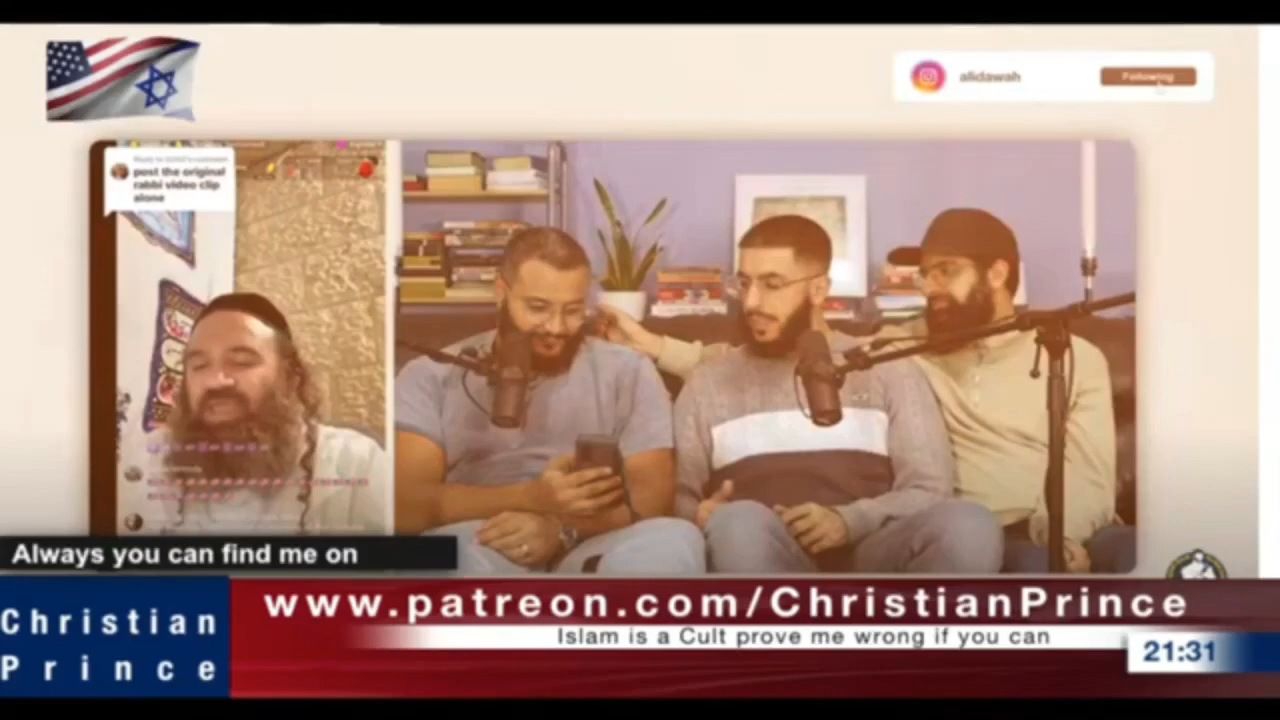 alidawah
Following
post the original
rabbi video clip
alone
Always you can find me on
Christian
Prince
www.patreon.com/ChristianPrince
Islam is a Cult prove me wrong if you can
21:31